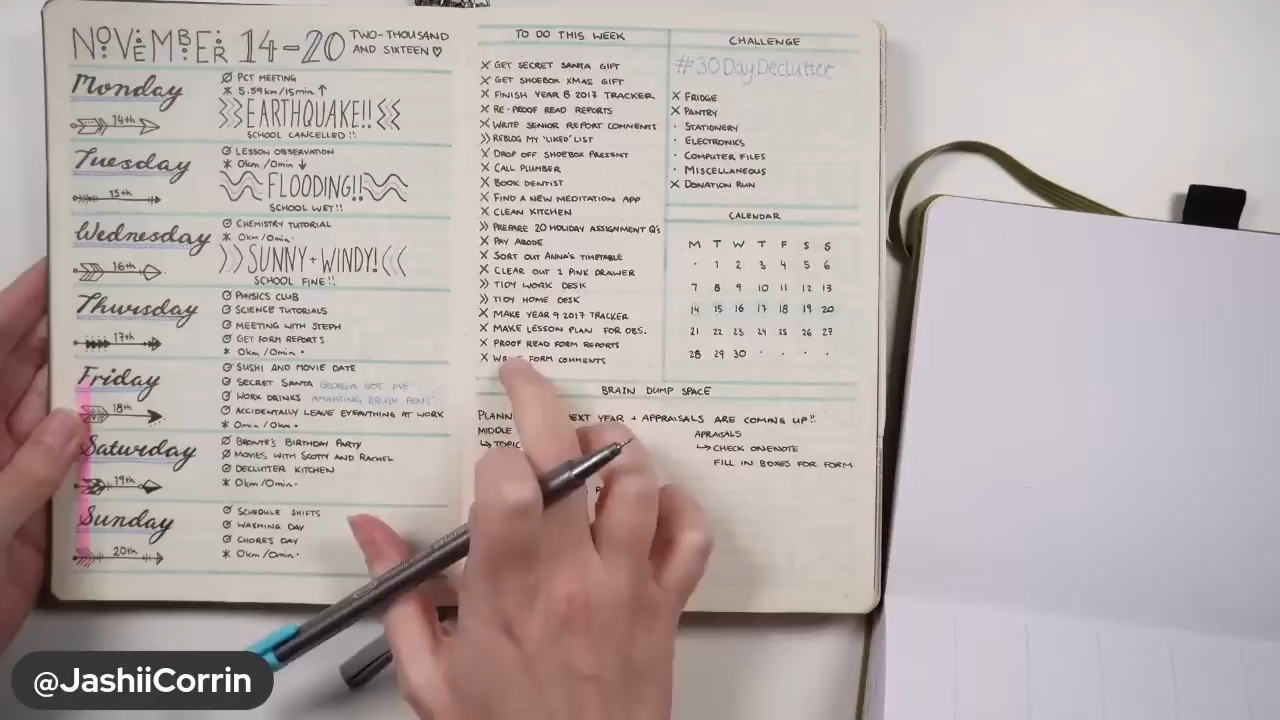 NOVEMBER 14-20 TWO-THOUSAND
AND SIXTEEN ♡
Monday
14th
PCT MEETING
* 5.59km/15min ↑
EARTHQUAKE!!
SCHOOL CANCELLED!!
Tuesday
15th
LESSON OBSERVATION
* 0km/0min ↓
FLOODING!!
SCHOOL WET!!
Wednesday
16th
CHEMISTRY TUTORIAL
* 0km/0min·
SUNNY + WINDY!
SCHOOL FINE!!
Thursday
17th
PHYSICS CLUB
SCIENCE TUTORIALS
MEETING WITH STEPH
GET FORM REPORTS
* 0km/0min ·
Friday
18th
SUSHI AND MOVIE DATE
SECRET SANTA GEORGIA GOT ME
WORK DRINKS AMAHZING BRUSH PENS!
ACCIDENTALLY LEAVE EVERYTHING AT WORK
* 0min/0km ·
Saturday
19th
BRONTE'S BIRTHDAY PARTY
MOVIES WITH SCOTTY AND RACHEL
DECLUTTER KITCHEN
* 0km/0min·
Sunday
20th
SCHEDULE SHIFTS
WASHING DAY
CHORES DAY
* 0km/0min·
TO DO THIS WEEK
X GET SECRET SANTA GIFT
X GET SHOEBOX XMAS GIFT
X FINISH YEAR 8 2017 TRACKER
X RE-PROOF READ REPORTS
X WRITE SENIOR REPORT COMMENTS
» REBLOG MY 'LIKED' LIST
X DROP OFF SHOEBOX PRESENT
X CALL PLUMBER
X BOOK DENTIST
X FIND A NEW MEDITATION APP
X CLEAN KITCHEN
» PREPARE 20 HOLIDAY ASSIGNMENT Q's
X PAY ADOBE
X SORT OUT ANNA'S TIMETABLE
X CLEAR OUT 1 PINK DRAWER
» TIDY WORK DESK
» TIDY HOME DESK
X MAKE YEAR 9 2017 TRACKER
X MAKE LESSON PLAN FOR OBS.
X PROOF READ FORM REPORTS
X FORM COMMENTS
CHALLENGE
#30DayDeclutter
X FRIDGE
X PANTRY
· STATIONERY
· ELECTRONICS
· COMPUTER FILES
· MISCELLANEOUS
X DONATION RUN
CALENDAR
M T W T F S S
· 1 2 3 4 5 6
7 8 9 10 11 12 13
14 15 16 17 18 19 20
21 22 23 24 25 26 27
28 29 30 · · · ·
BRAIN DUMP SPACE
NEXT YEAR + APPRAISALS ARE COMING UP!!
MIDDLE
↳ TOPIC
APRAISALS
↳ CHECK ONENOTE
FILL IN BOXES FOR FORM
@JashiiCorrin